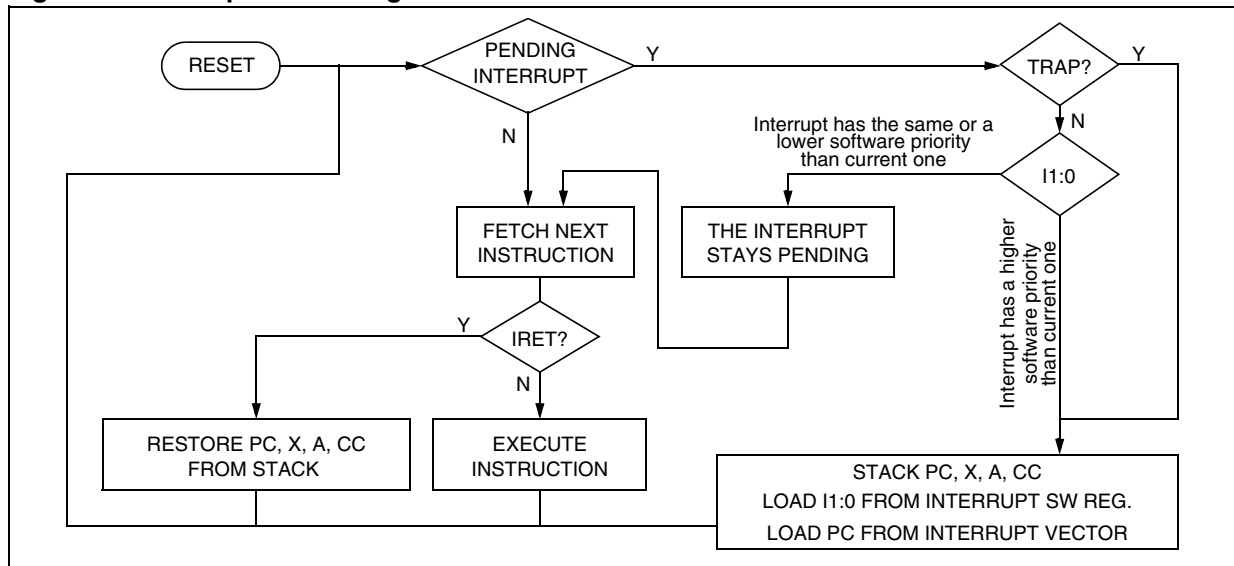 RESET
PENDING
INTERRUPT
Y
TRAP?
Y
N
N
Interrupt has the same or a
lower software priority
than current one
I1:0
FETCH NEXT
INSTRUCTION
THE INTERRUPT
STAYS PENDING
Interrupt has a higher
software priority
than current one
Y
IRET?
N
RESTORE PC, X, A, CC
FROM STACK
EXECUTE
INSTRUCTION
STACK PC, X, A, CC
LOAD I1:0 FROM INTERRUPT SW REG.
LOAD PC FROM INTERRUPT VECTOR